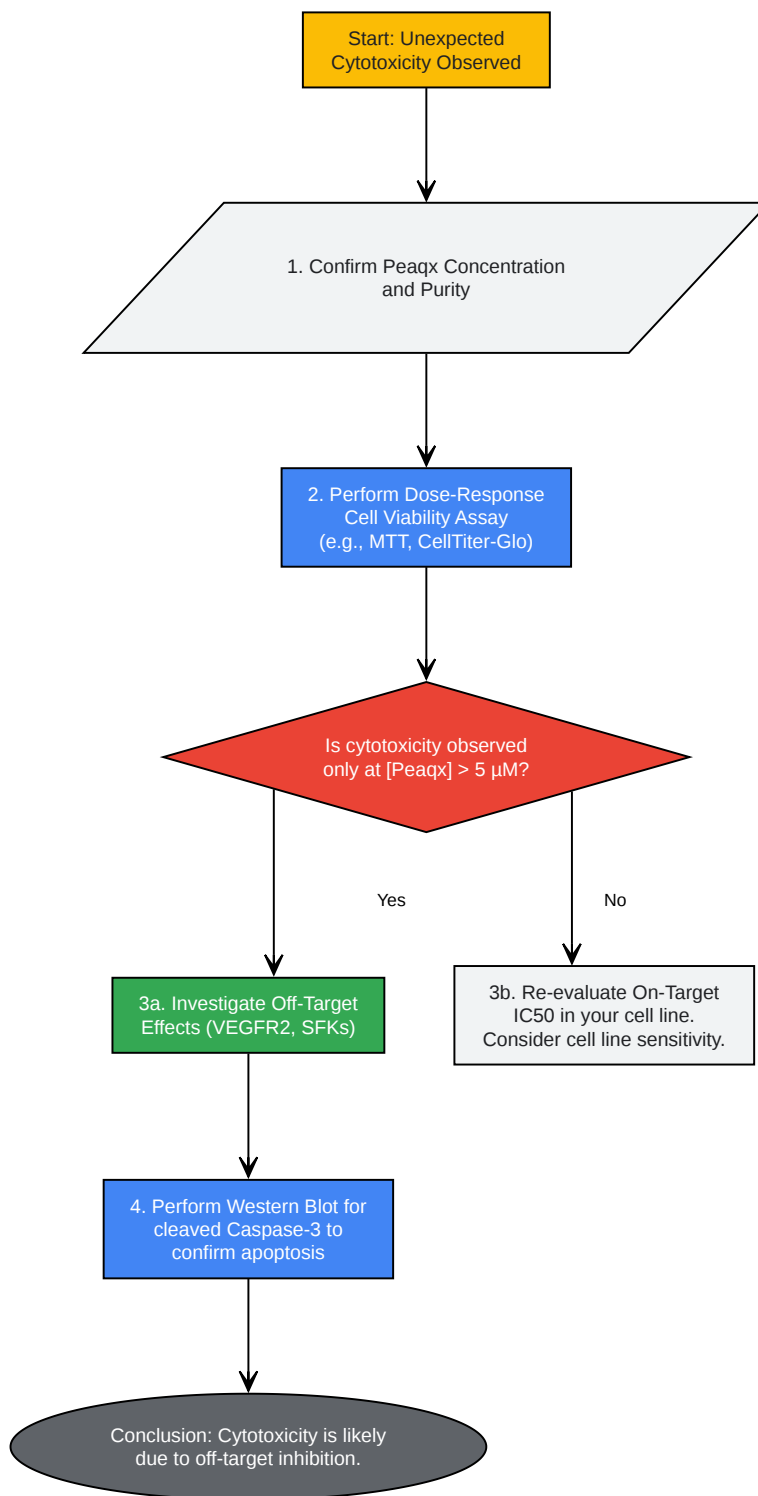 Start: Unexpected
Cytotoxicity Observed
1. Confirm Peaqx Concentration
and Purity
2. Perform Dose-Response
Cell Viability Assay
(e.g., MTT, CellTiter-Glo)
Is cytotoxicity observed
only at [Peaqx] > 5 µM?
Yes
No
3a. Investigate Off-Target
Effects (VEGFR2, SFKs)
3b. Re-evaluate On-Target
IC50 in your cell line.
Consider cell line sensitivity.
4. Perform Western Blot for
cleaved Caspase-3 to
confirm apoptosis
Conclusion: Cytotoxicity is likely
due to off-target inhibition.